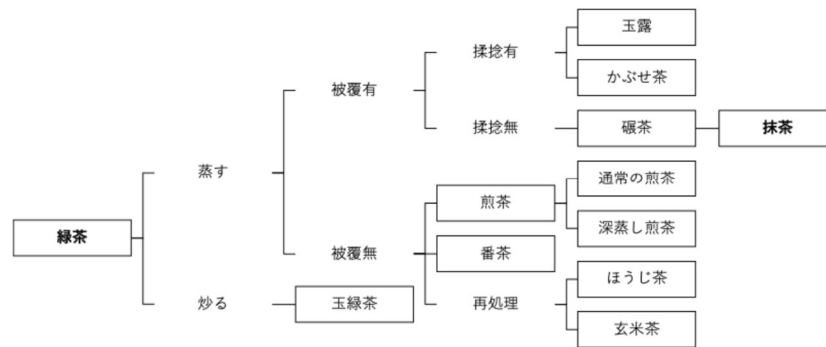 玉露
揉捻有
かぶせ茶
被覆有
揉捻無
碾茶
抹茶
蒸す
通常の煎茶
煎茶
深蒸し煎茶
緑茶
被覆無
番茶
ほうじ茶
炒る
玉緑茶
再処理
玄米茶